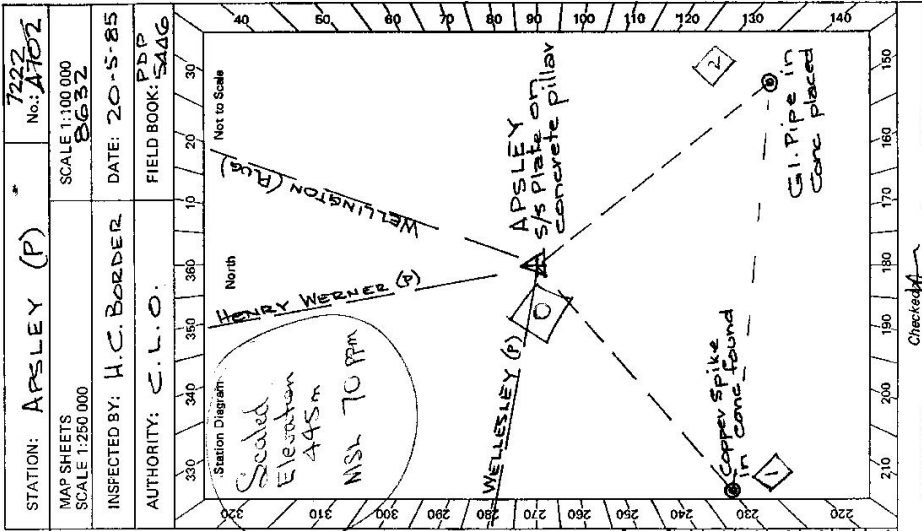 STATION: APSLEY (P)
No.: 7222
A702
MAP SHEETS
SCALE 1:250 000
SCALE 1:100 000
8632
INSPECTED BY: H.C. BORDER
DATE: 20-5-85
AUTHORITY: C.L.O.
FIELD BOOK: PDP
5446
330 340 350 360 10 20 30
Station Diagram
North
Not to Scale
320 310 300 290 280 270 260 250 240 230 220
40 50 60 70 80 90 100 110 120 130 140
Scaled
Elevation
445m
MSL 70 ppm
HENRY WERNER (P)
WELLINGTON (PLUG)
WELLESLEY (P)
0
APSLEY
S/S Plate on
concrete pillar
Copper Spike
in conc found
1
2
G.I. Pipe in
Conc placed
210 200 190 180 170 160 150
Checked